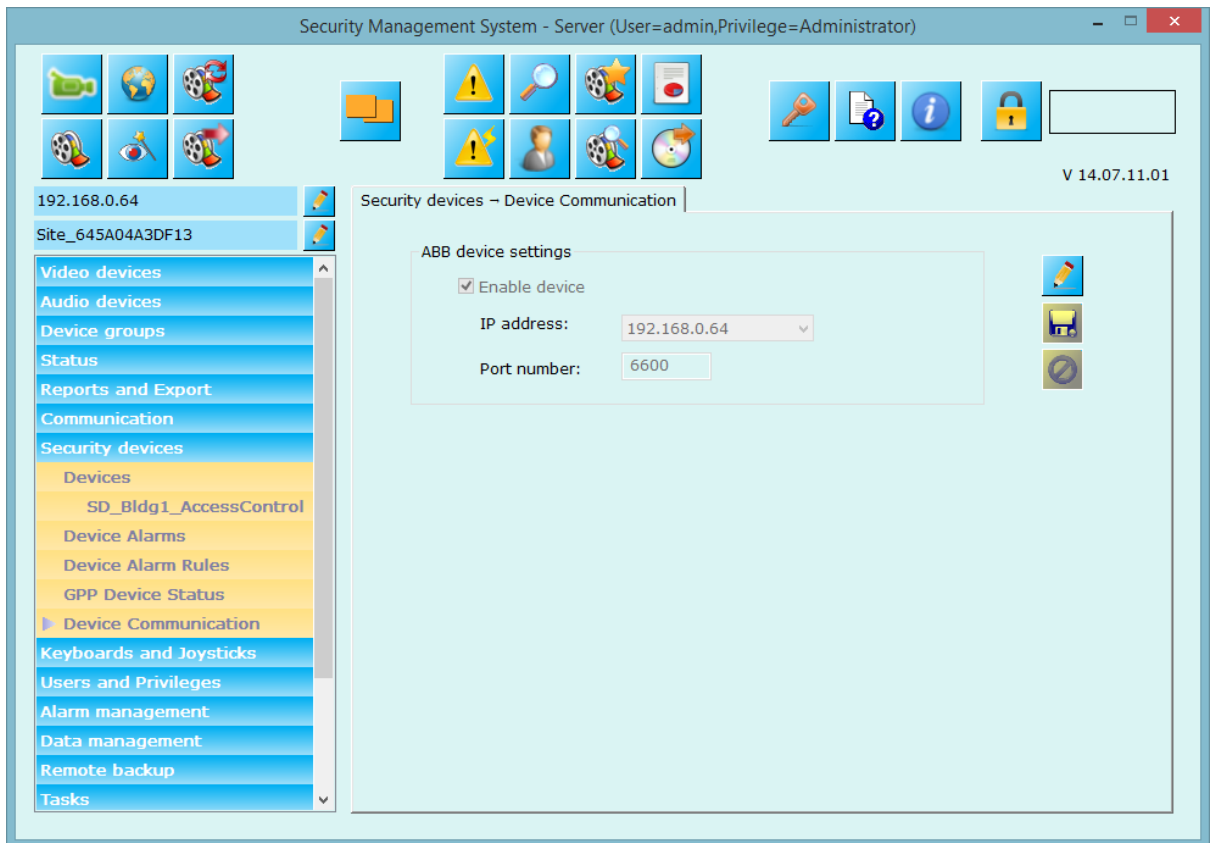 Security Management System - Server (User=admin,Privilege=Administrator)
V 14.07.11.01
192.168.0.64
Site_645A04A3DF13
Video devices
Audio devices
Device groups
Status
Reports and Export
Communication
Security devices
Devices
SD_Bldg1_AccessControl
Device Alarms
Device Alarm Rules
GPP Device Status
Device Communication
Keyboards and Joysticks
Users and Privileges
Alarm management
Data management
Remote backup
Tasks
Security devices → Device Communication
ABB device settings
Enable device
IP address: 192.168.0.64
Port number: 6600